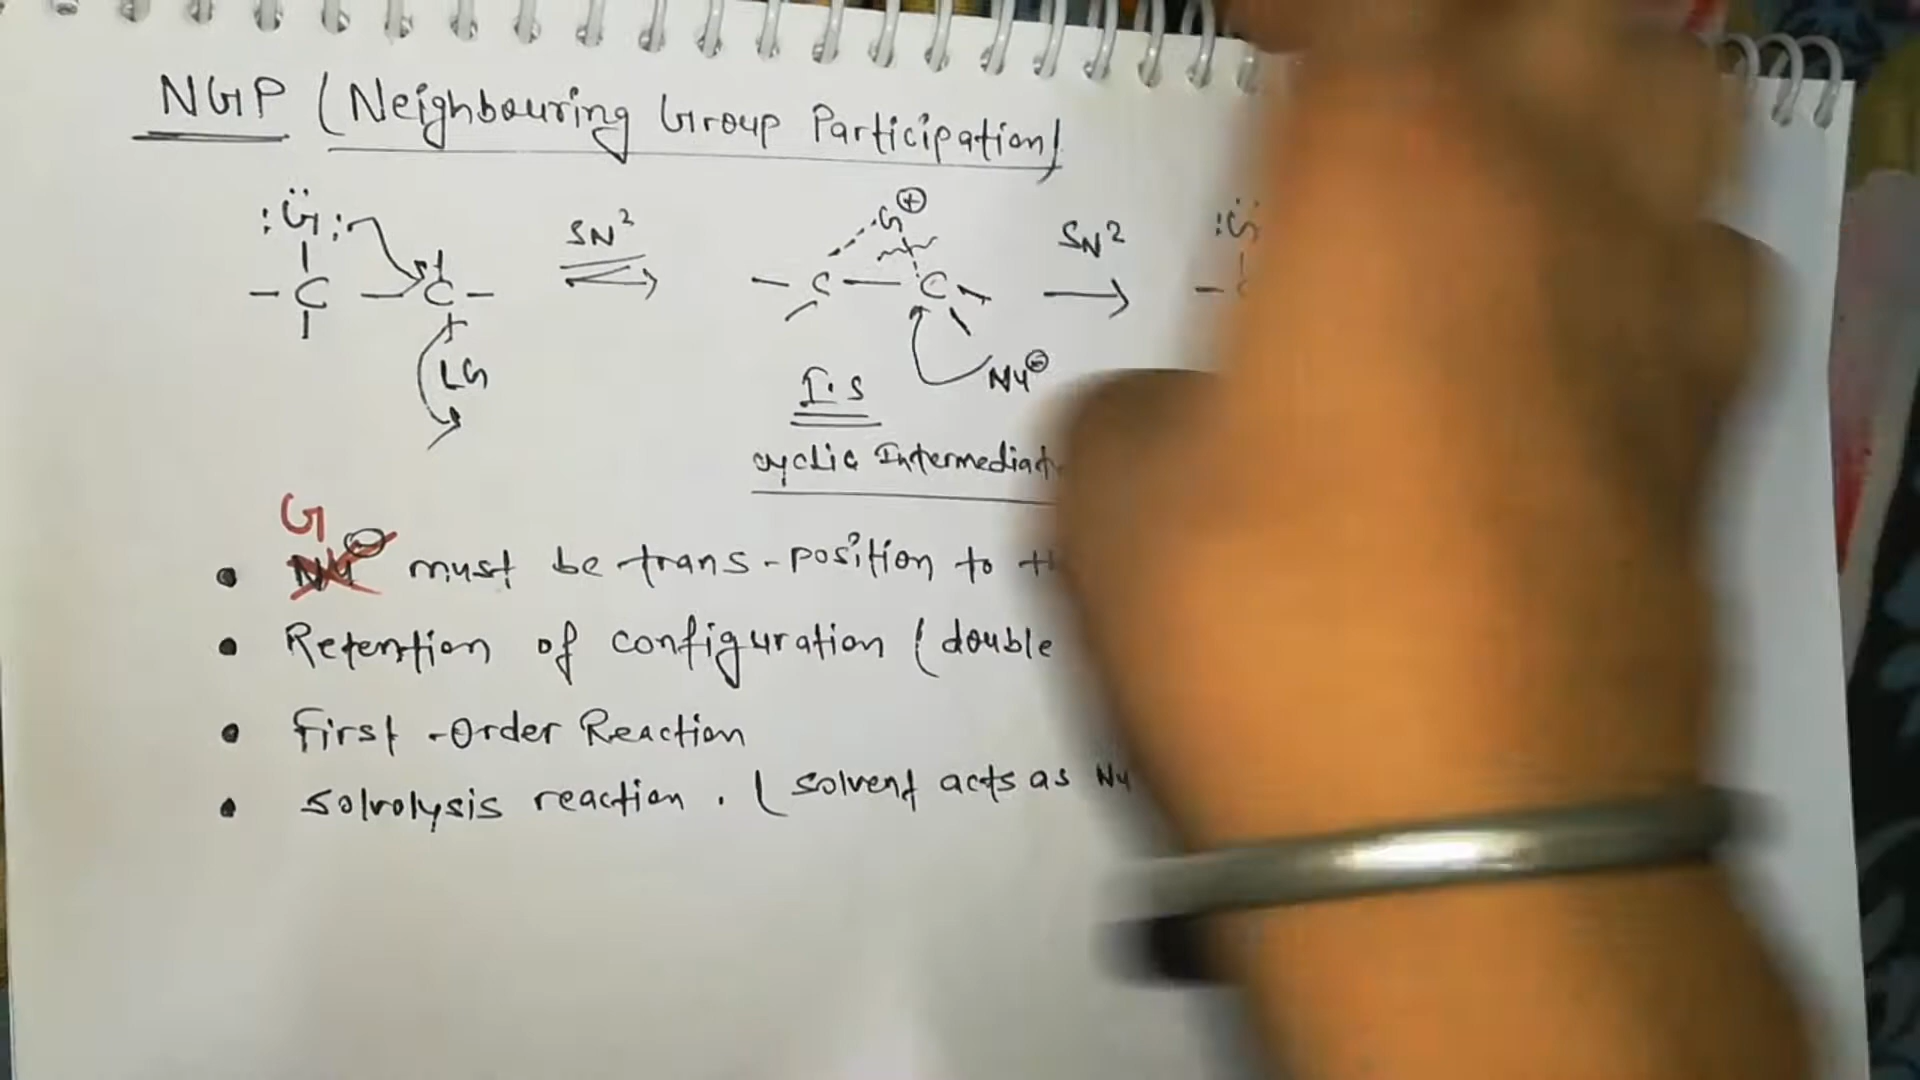 NGP (Neighbouring Group Participation)
:G̈: SN² G⊕ SN² :G̈
-C-C- -C-C- -C
LG I.S Nu⊖
cyclic Intermediat
G
Nu⊖ must be trans-position to
Retention of configuration (double
First-Order Reaction
Solvolysis reaction. (solvent acts as Nu